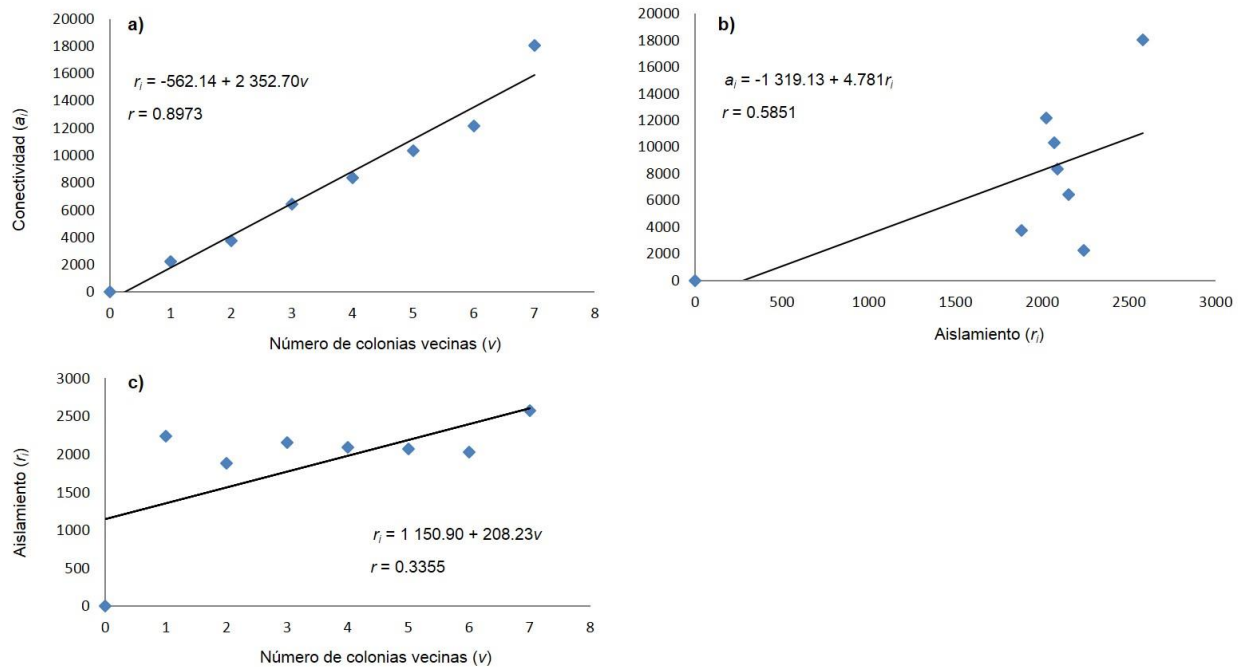 a)
20000
18000
16000
14000
12000
10000
8000
6000
4000
2000
0
Conectividad (aᵢ)
rᵢ = -562.14 + 2 352.70v
r = 0.8973
0 1 2 3 4 5 6 7 8
Número de colonias vecinas (v)
b)
20000
18000
16000
14000
12000
10000
8000
6000
4000
2000
0
aᵢ = -1 319.13 + 4.781rᵢ
r = 0.5851
0 500 1000 1500 2000 2500 3000
Aislamiento (rᵢ)
c)
3000
2500
2000
1500
1000
500
0
Aislamiento (rᵢ)
rᵢ = 1 150.90 + 208.23v
r = 0.3355
0 1 2 3 4 5 6 7 8
Número de colonias vecinas (v)